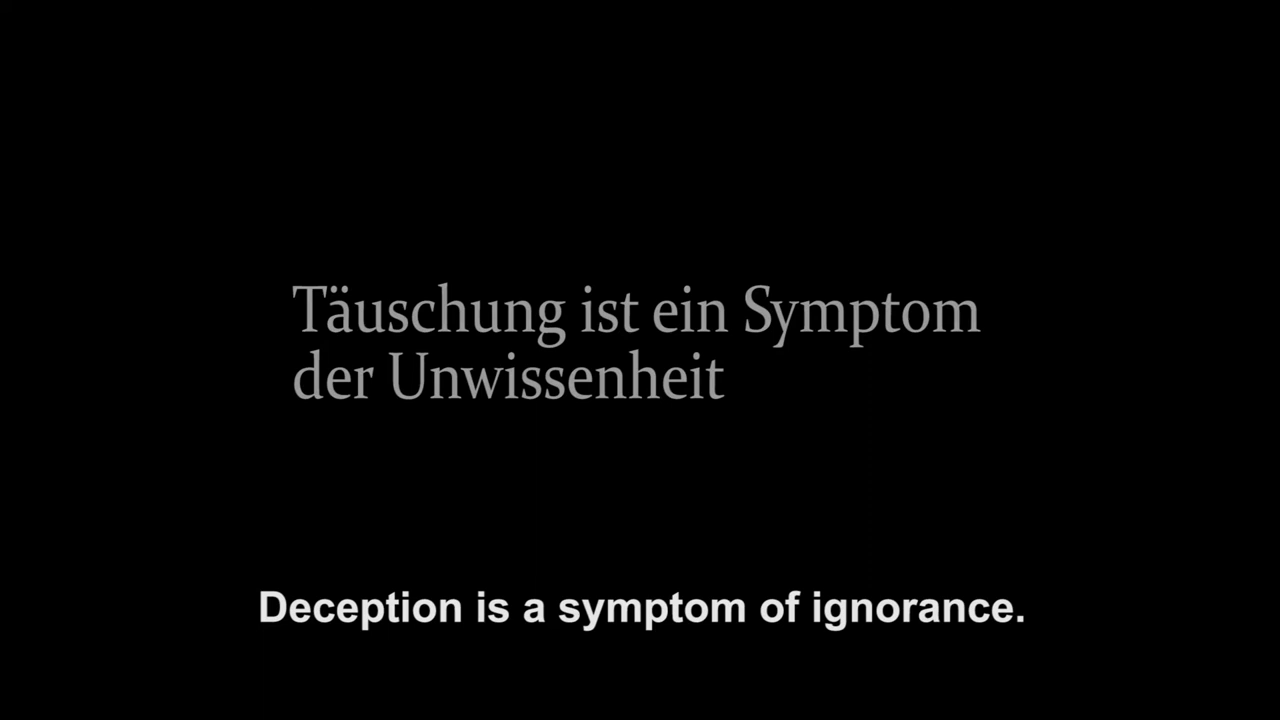 Täuschung ist ein Symptom
der Unwissenheit
Deception is a symptom of ignorance.